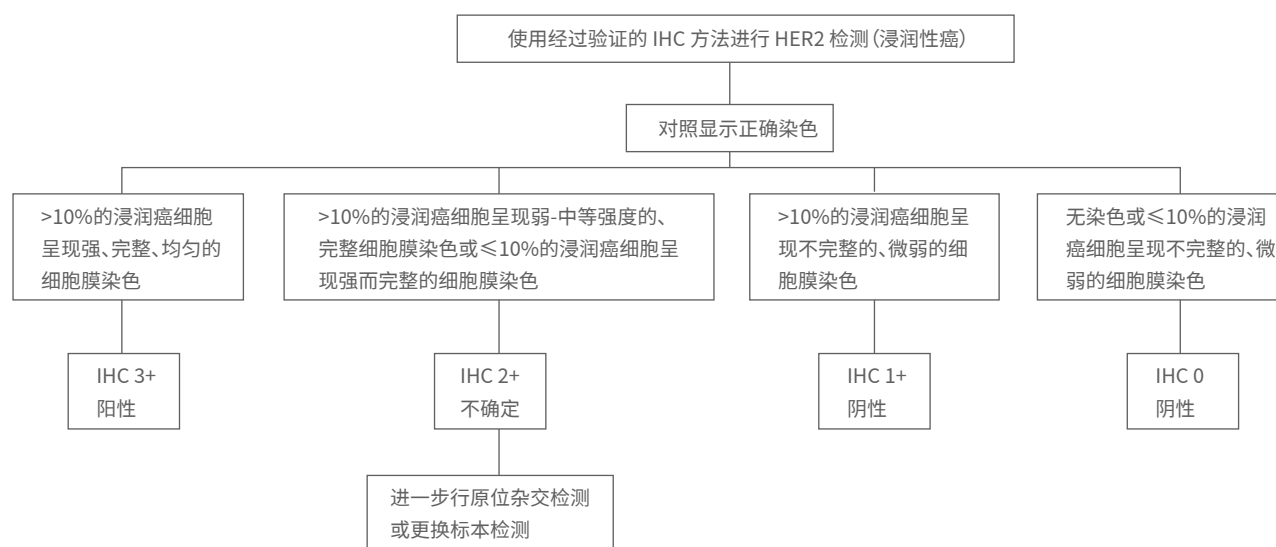 使用经过验证的 IHC 方法进行 HER2 检测（浸润性癌）
对照显示正确染色
>10%的浸润癌细胞
呈现强、完整、均匀的
细胞膜染色
>10%的浸润癌细胞呈现弱-中等强度的、
完整细胞膜染色或≤10%的浸润癌细胞呈
现强而完整的细胞膜染色
>10%的浸润癌细胞呈
现不完整的、微弱的细
胞膜染色
无染色或≤10%的浸润
癌细胞呈现不完整的、微
弱的细胞膜染色
IHC 3+
阳性
IHC 2+
不确定
IHC 1+
阴性
IHC 0
阴性
进一步行原位杂交检测
或更换标本检测